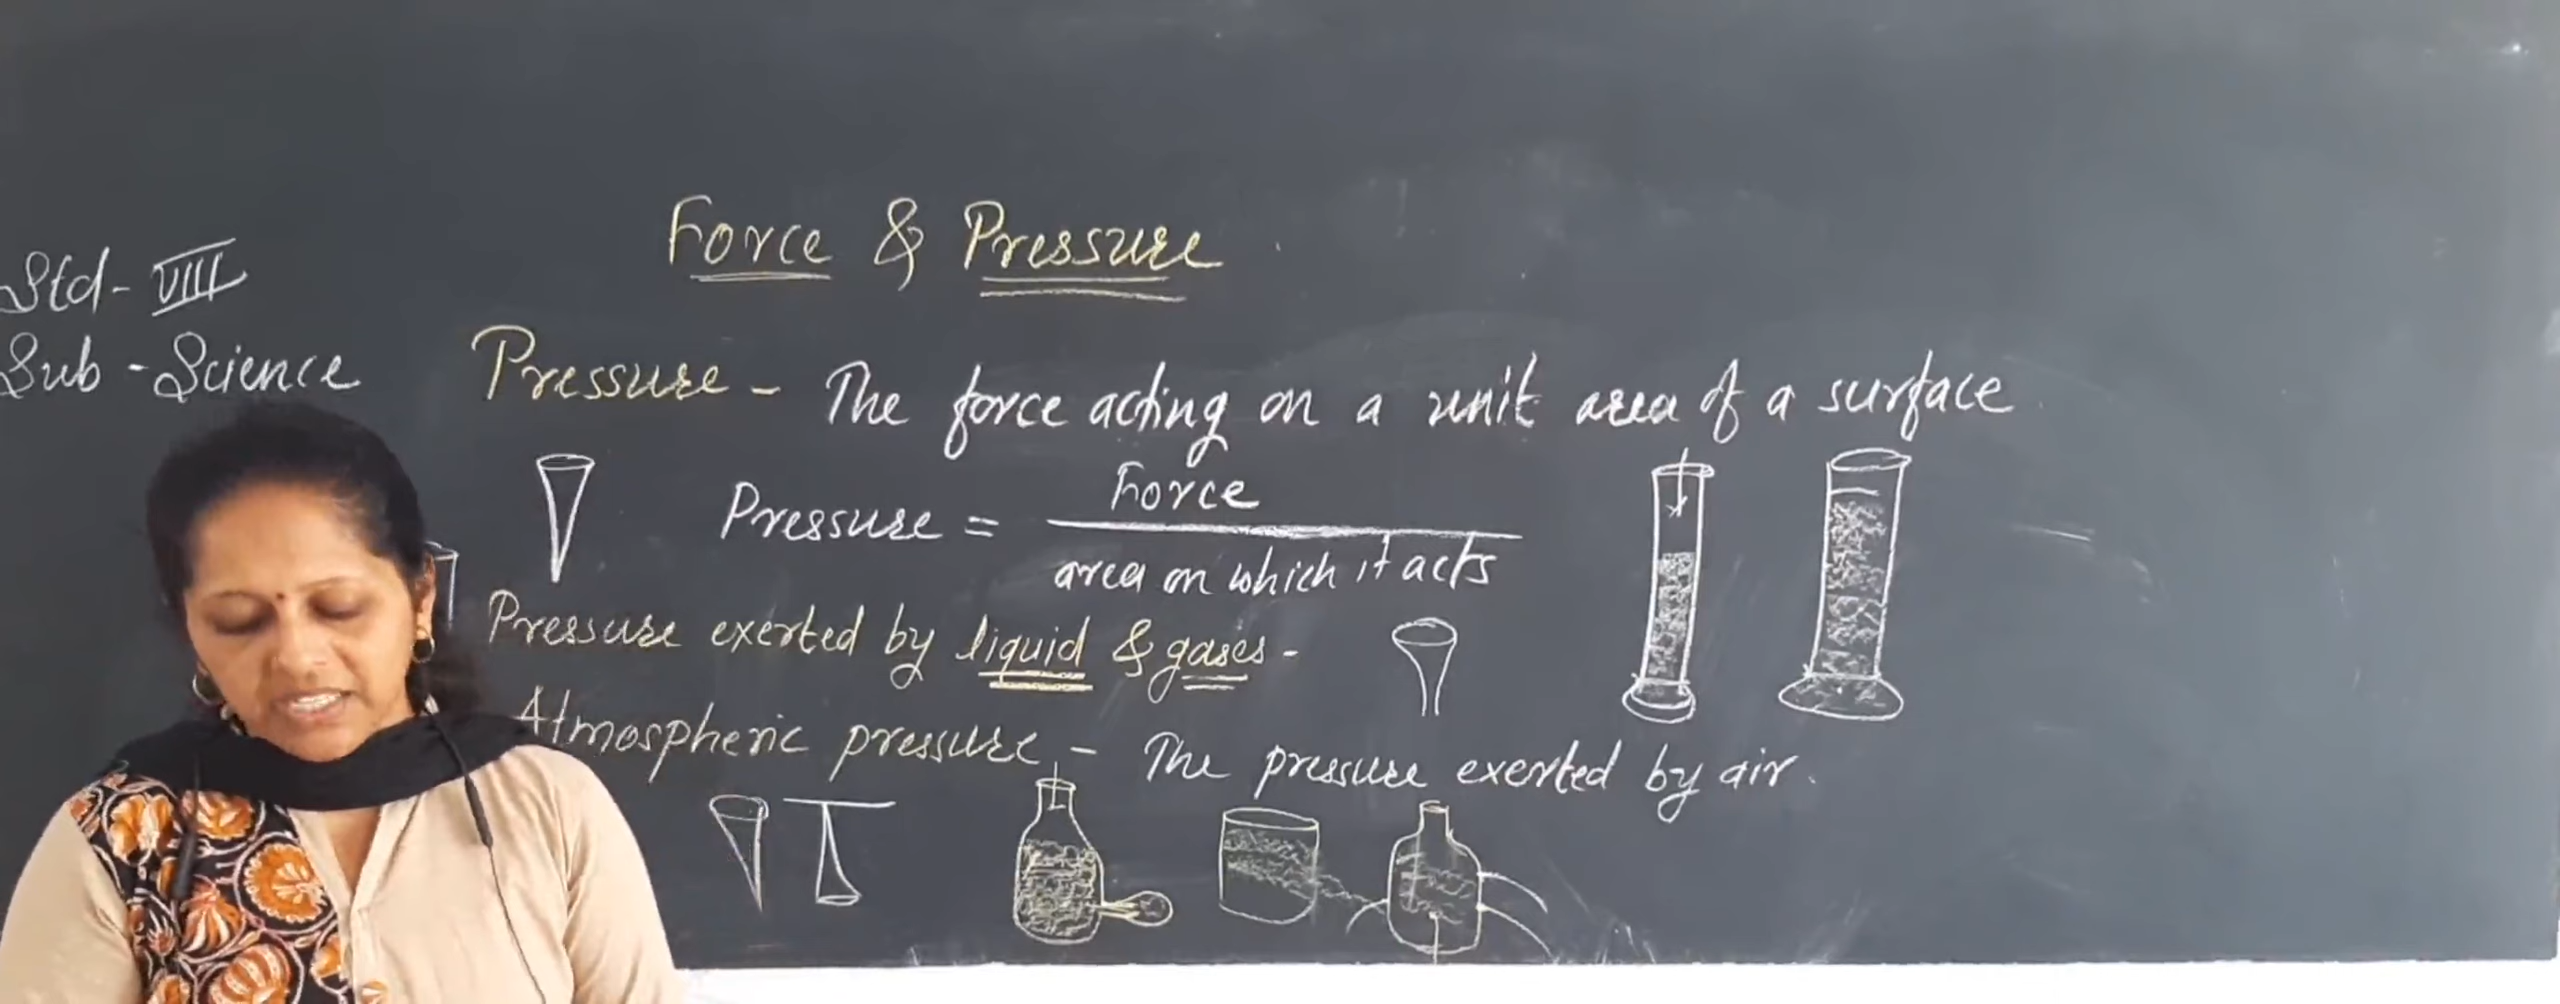 Force & Pressure
Std - VIII
Sub - Science
Pressure - The force acting on a unit area of a surface
Pressure = Force
area on which it acts
Pressure exerted by liquid & gases -
Atmospheric pressure - The pressure exerted by air.